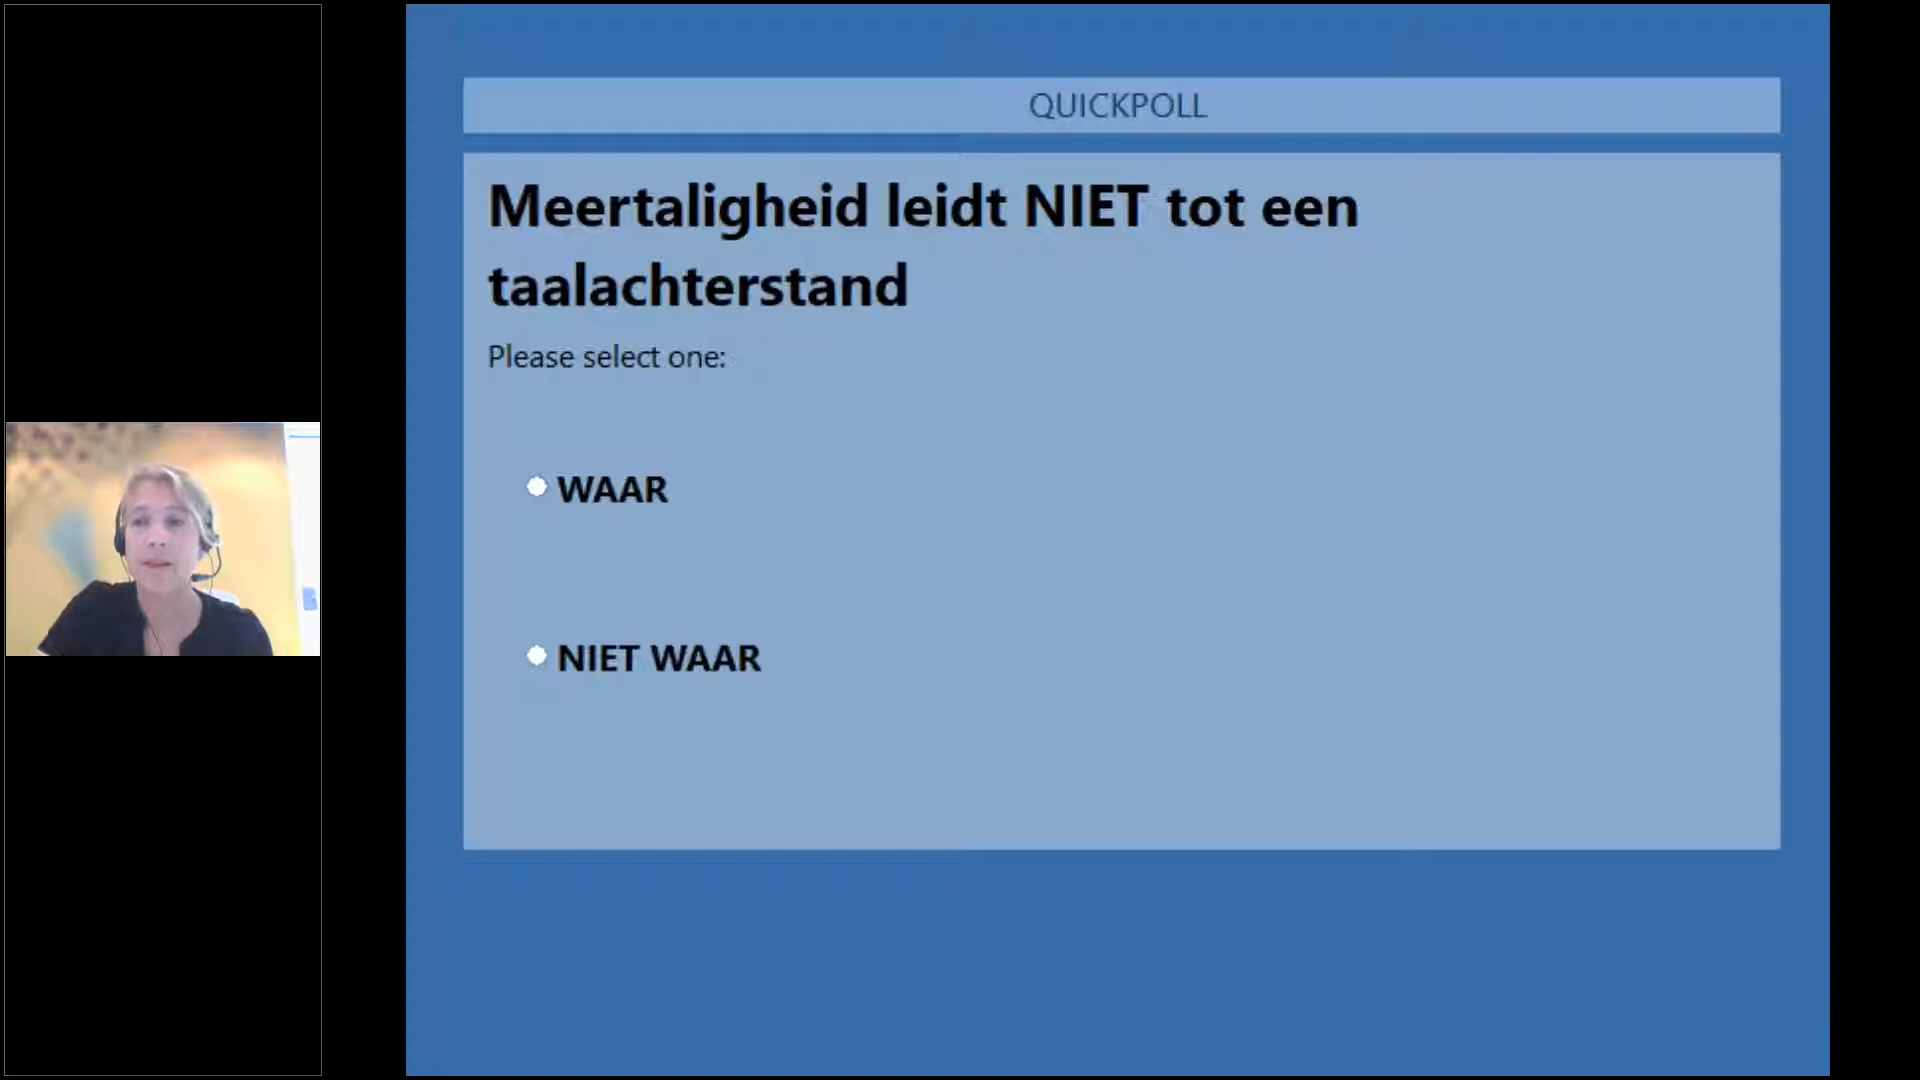 QUICKPOLL
Meertaligheid leidt NIET tot een
taalachterstand
Please select one:
WAAR
NIET WAAR